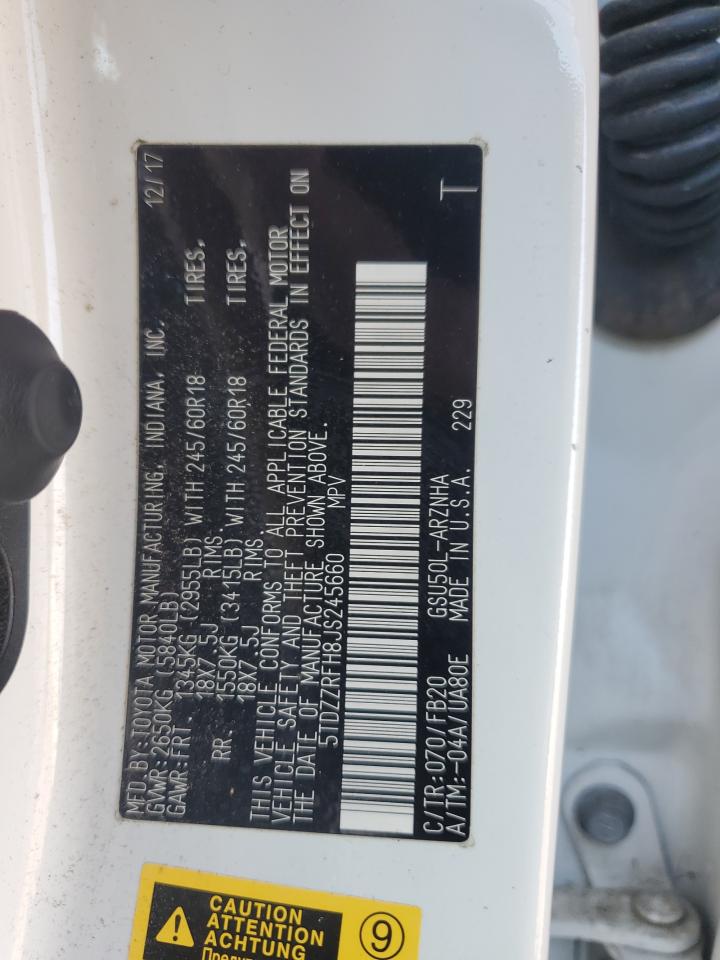 MFD BY:TOYOTA MOTOR MANUFACTURING, INDIANA, INC. 12/17
GVWR:2650KG (5840LB)
GAWR:FRT. 1345KG (2955LB) WITH 245/60R18 TIRES,
18X7.5J RIMS.
RR. 1550KG (3415LB) WITH 245/60R18 TIRES,
18X7.5J RIMS
THIS VEHICLE CONFORMS TO ALL APPLICABLE FEDERAL MOTOR
VEHICLE SAFETY AND THEFT PREVENTION STANDARDS IN EFFECT ON
THE DATE OF MANUFACTURE SHOWN ABOVE.
5TDZZRFH8JS245660 MPV
C/TR:070/FB20 GSU50L-ARZNHA T
A/TM:-04A/UA80E MADE IN U.S.A. 229
CAUTION
ATTENTION
ACHTUNG
9